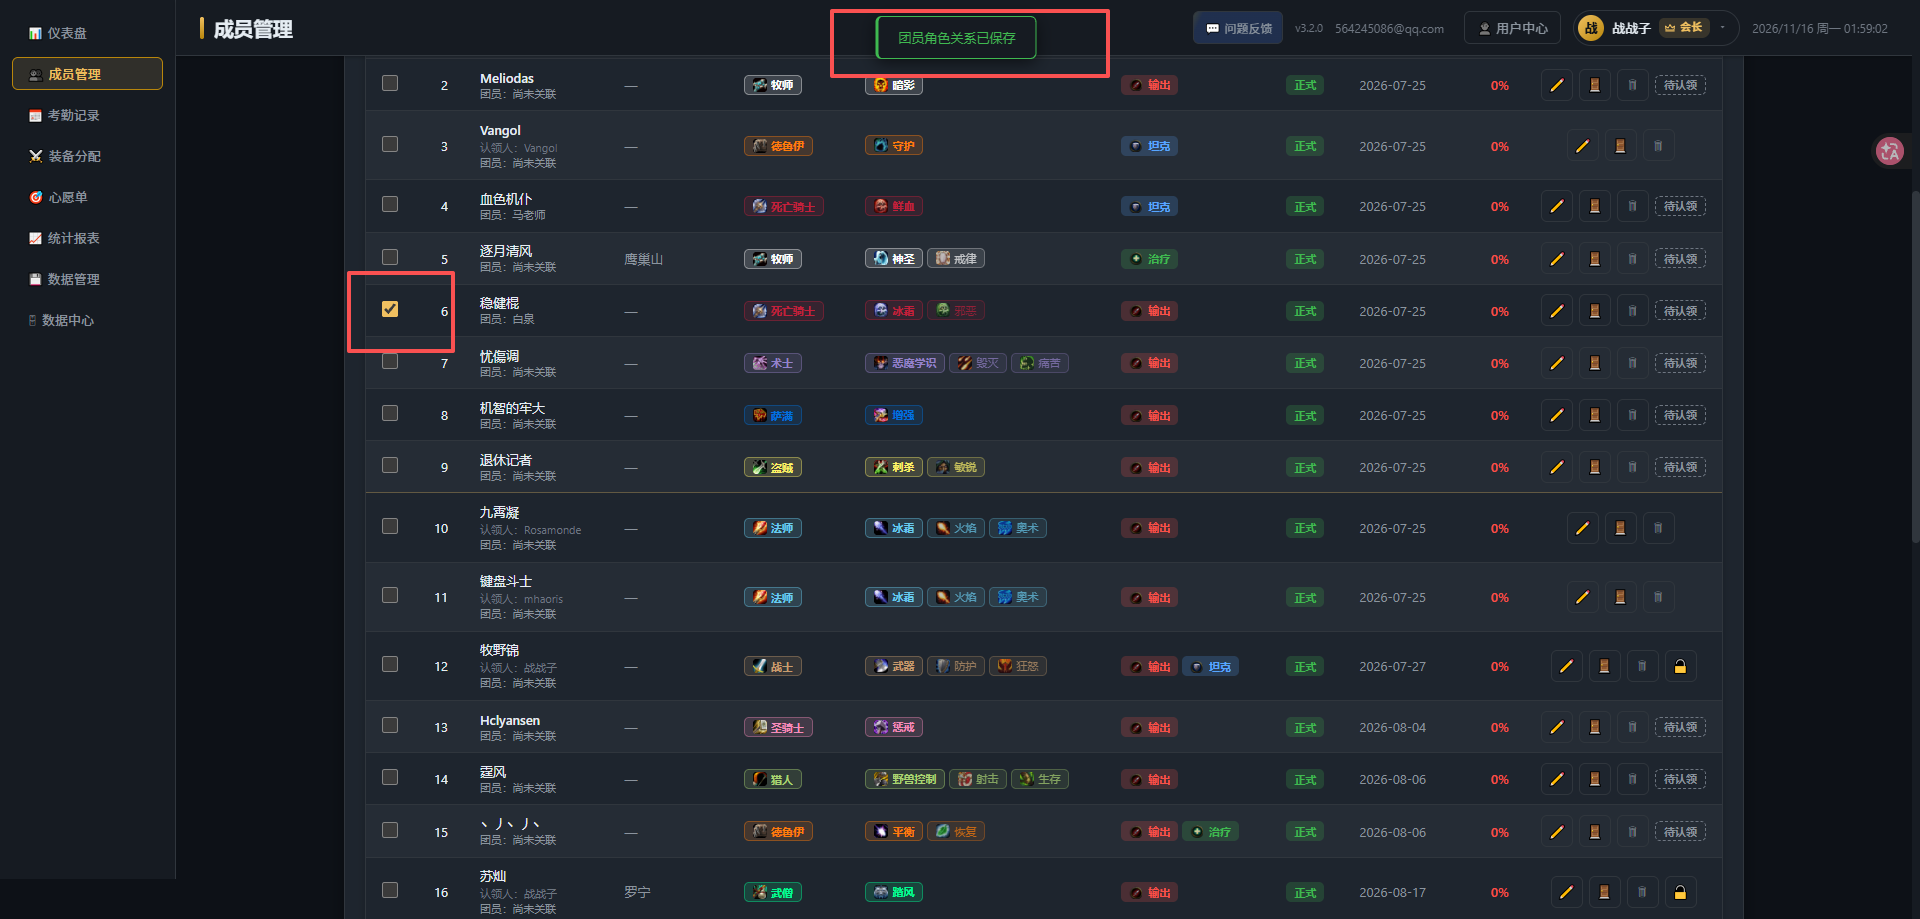 仪表盘
成员管理
考勤记录
装备分配
心愿单
统计报表
数据管理
数据中心
成员管理
团员角色关系已保存
问题反馈
v3.2.0
564245086@qq.com
用户中心
战 战战子 会长
2026/11/16 周一 01:59:02
2 Meliodas — 牧师 暗影 输出 正式 2026-07-25 0% 待认领
团员：尚未关联
3 Vangol — 德鲁伊 守护 坦克 正式 2026-07-25 0%
认领人：Vangol
团员：尚未关联
4 血色机仆 — 死亡骑士 鲜血 坦克 正式 2026-07-25 0% 待认领
团员：马老师
5 逐月清风 鹰巢山 牧师 神圣 戒律 治疗 正式 2026-07-25 0% 待认领
团员：尚未关联
6 稳健棍 — 死亡骑士 冰霜 邪恶 输出 正式 2026-07-25 0% 待认领
团员：白泉
7 忧傷调 — 术士 恶魔学识 毁灭 痛苦 输出 正式 2026-07-25 0% 待认领
团员：尚未关联
8 机智的牢大 — 萨满 增强 输出 正式 2026-07-25 0% 待认领
团员：尚未关联
9 退休记者 — 盗贼 刺杀 敏锐 输出 正式 2026-07-25 0% 待认领
团员：尚未关联
10 九霄凝 — 法师 冰霜 火焰 奥术 输出 正式 2026-07-25 0%
认领人：Rosamonde
团员：尚未关联
11 键盘斗士 — 法师 冰霜 火焰 奥术 输出 正式 2026-07-25 0%
认领人：mhaoris
团员：尚未关联
12 牧野锦 — 战士 武器 防护 狂怒 输出 坦克 正式 2026-07-27 0%
认领人：战战子
团员：尚未关联
13 Hclyansen — 圣骑士 惩戒 输出 正式 2026-08-04 0% 待认领
团员：尚未关联
14 霆风 — 猎人 野兽控制 射击 生存 输出 正式 2026-08-06 0% 待认领
团员：尚未关联
15 丶丿丶丿丶 — 德鲁伊 平衡 恢复 输出 治疗 正式 2026-08-06 0% 待认领
团员：尚未关联
16 苏灿 罗宁 武僧 踏风 输出 正式 2026-08-17 0%
认领人：战战子
团员：尚未关联